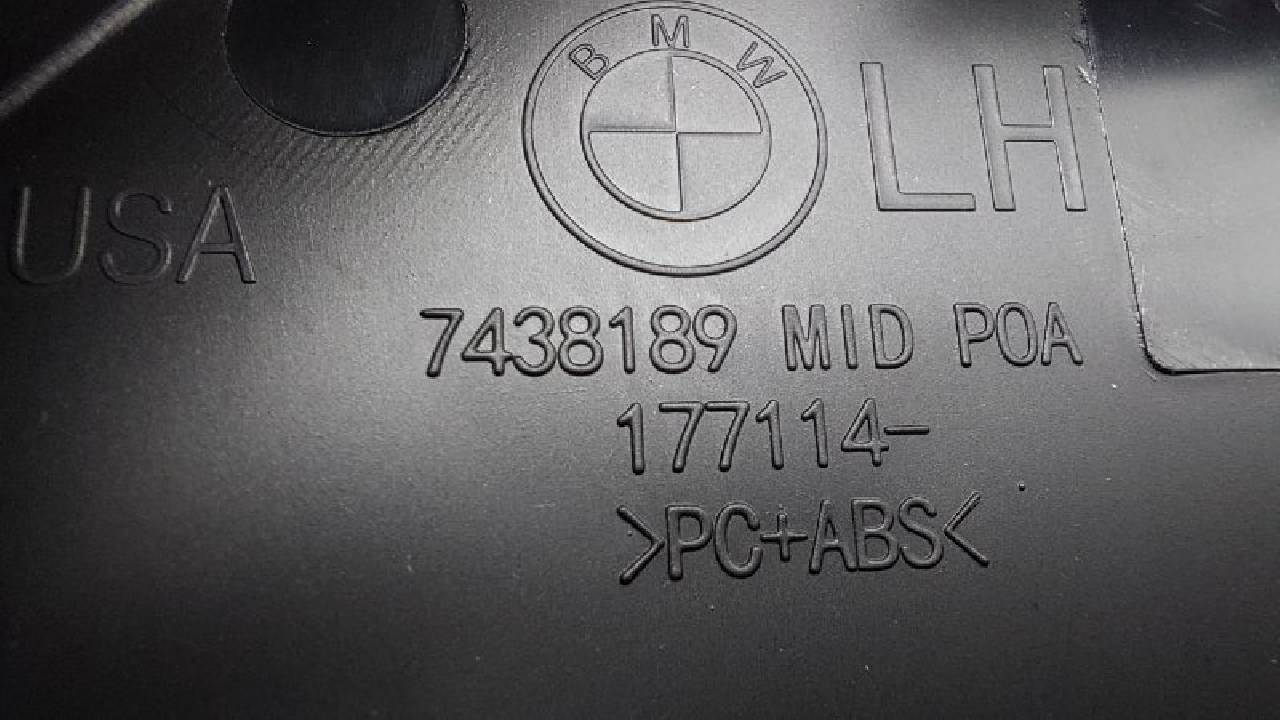 BMW
LH
USA
7438189 MID POA
177114-
>PC+ABS<